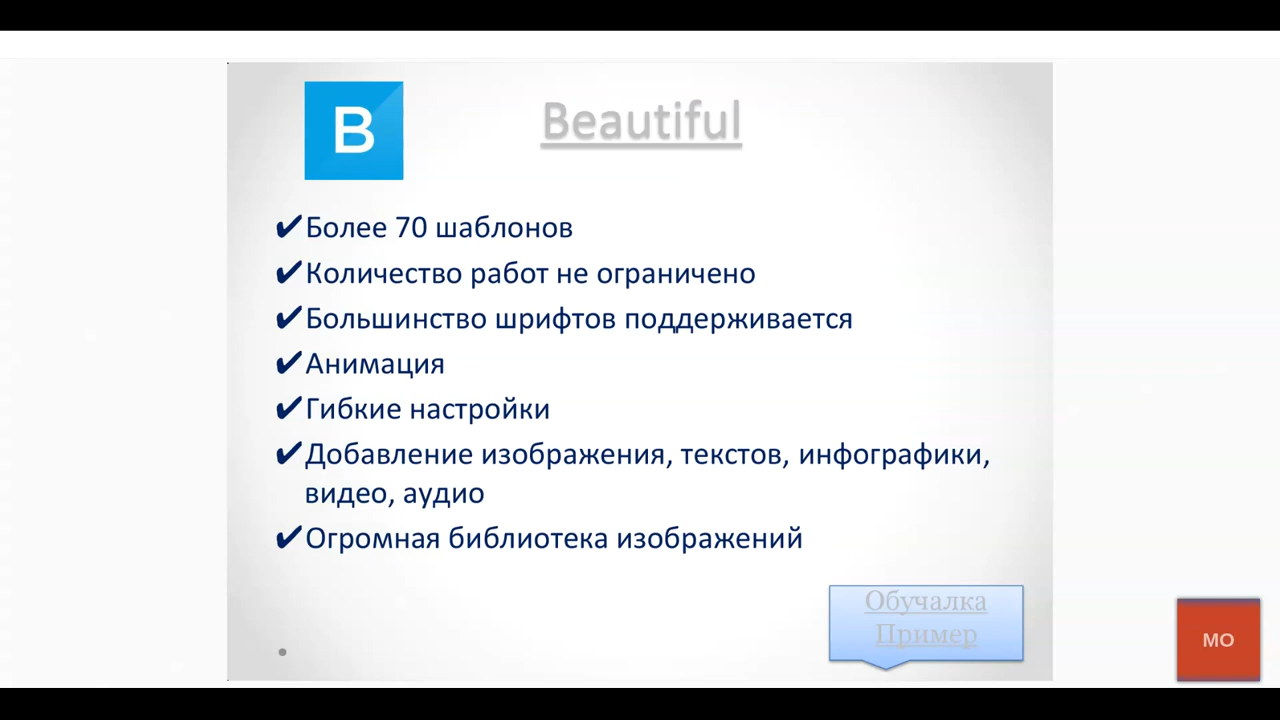 B
Beautiful
✔Более 70 шаблонов
✔Количество работ не ограничено
✔Большинство шрифтов поддерживается
✔Анимация
✔Гибкие настройки
✔Добавление изображения, текстов, инфографики,
видео, аудио
✔Огромная библиотека изображений
Обучалка
Пример
МО